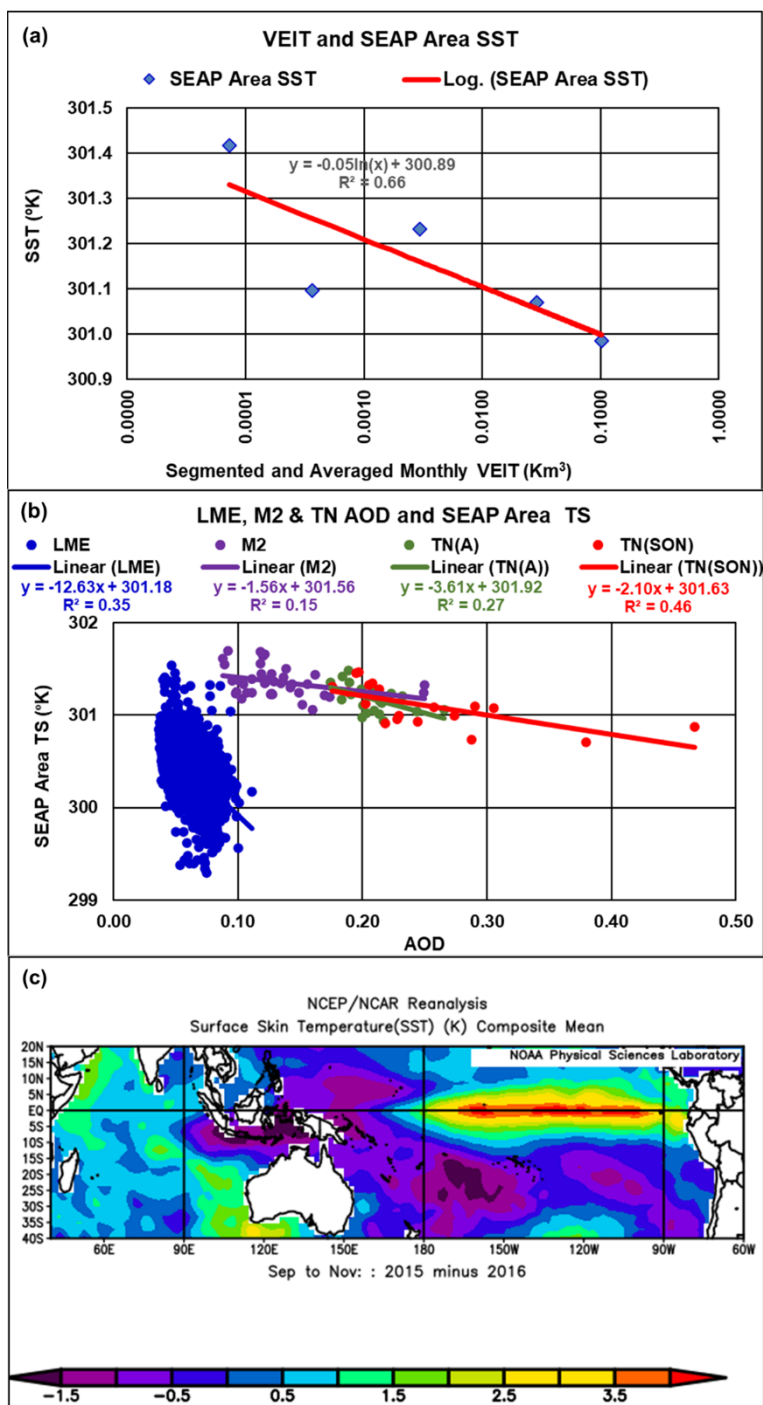 (a)
VEIT and SEAP Area SST
SEAP Area SST
Log. (SEAP Area SST)
301.5
301.4
301.3
301.2
301.1
301.0
300.9
SST (°K)
y = -0.05ln(x) + 300.89
R² = 0.66
0.0000
0.0001
0.0010
0.0100
0.1000
1.0000
Segmented and Averaged Monthly VEIT (Km³)
(b)
LME, M2 & TN AOD and SEAP Area TS
LME
M2
TN(A)
TN(SON)
Linear (LME)
Linear (M2)
Linear (TN(A))
Linear (TN(SON))
y = -12.63x + 301.18
y = -1.56x + 301.56
y = -3.61x + 301.92
y = -2.10x + 301.63
R² = 0.35
R² = 0.15
R² = 0.27
R² = 0.46
302
301
300
299
SEAP Area TS (°K)
0.00
0.10
0.20
0.30
0.40
0.50
AOD
(c)
NCEP/NCAR Reanalysis
Surface Skin Temperature(SST) (K) Composite Mean
NOAA Physical Sciences Laboratory
20N
15N
10N
5N
EQ
5S
10S
15S
20S
25S
30S
35S
40S
60E
90E
120E
150E
180
150W
120W
90W
60W
Sep to Nov: : 2015 minus 2016
-1.5
-0.5
0.5
1.5
2.5
3.5